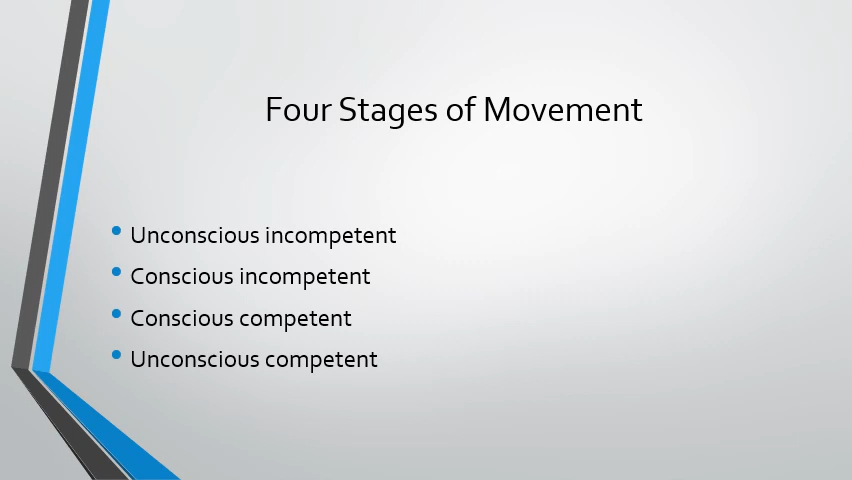 Four Stages of Movement
Unconscious incompetent
Conscious incompetent
Conscious competent
Unconscious competent